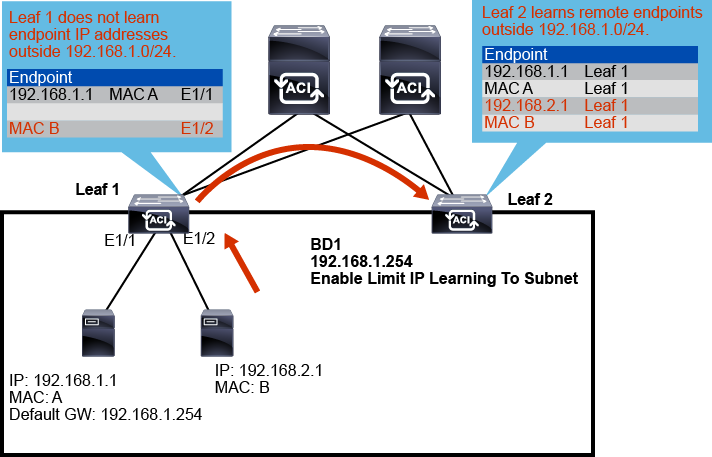 Leaf 1 does not learn
endpoint IP addresses
outside 192.168.1.0/24.
Endpoint
192.168.1.1 MAC A E1/1
MAC B E1/2
Leaf 2 learns remote endpoints
outside 192.168.1.0/24.
Endpoint
192.168.1.1 Leaf 1
MAC A Leaf 1
192.168.2.1 Leaf 1
MAC B Leaf 1
ACI
ACI
Leaf 1
ACI
ACI
Leaf 2
E1/1
E1/2
BD1
192.168.1.254
Enable Limit IP Learning To Subnet
IP: 192.168.1.1
MAC: A
Default GW: 192.168.1.254
IP: 192.168.2.1
MAC: B